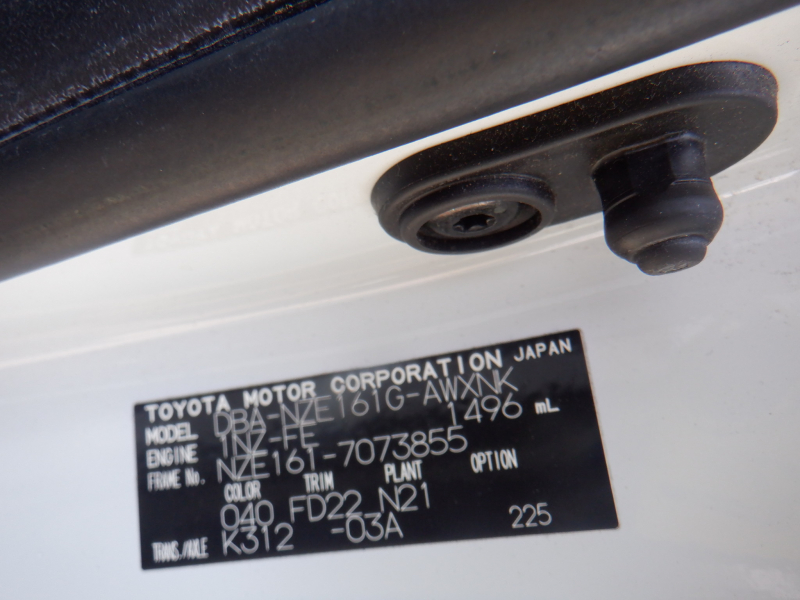 TOYOTA MOTOR CORPORATION JAPAN
MODEL DBA-NZE161G-AWXNK
ENGINE 1NZ-FE 1496 mL
FRAME No. NZE161-7073855
COLOR TRIM PLANT OPTION
040 FD22 N21
TRANS./AXLE K312 -03A 225